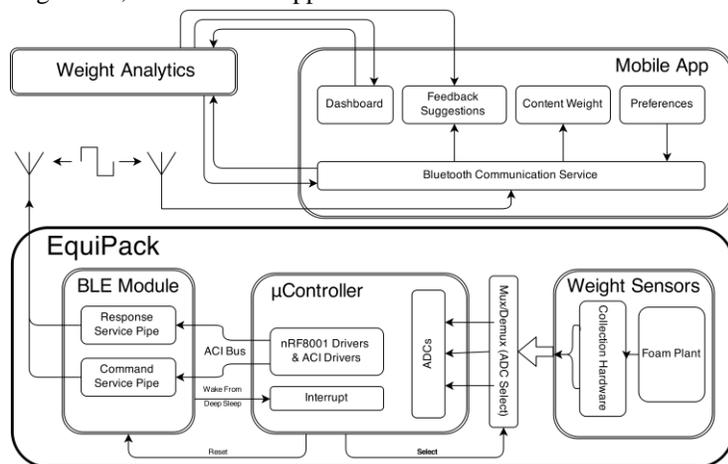 Weight Analytics
Mobile App
Dashboard
Feedback
Suggestions
Content Weight
Preferences
Bluetooth Communication Service
EquiPack
BLE Module
Response
Service Pipe
Command
Service Pipe
ACI Bus
Wake From
Deep Sleep
Reset
µController
nRF8001 Drivers
& ACI Drivers
Interrupt
ADCs
Select
Mux/Demux (ADC Select)
Weight Sensors
Collection Hardware
Foam Plant